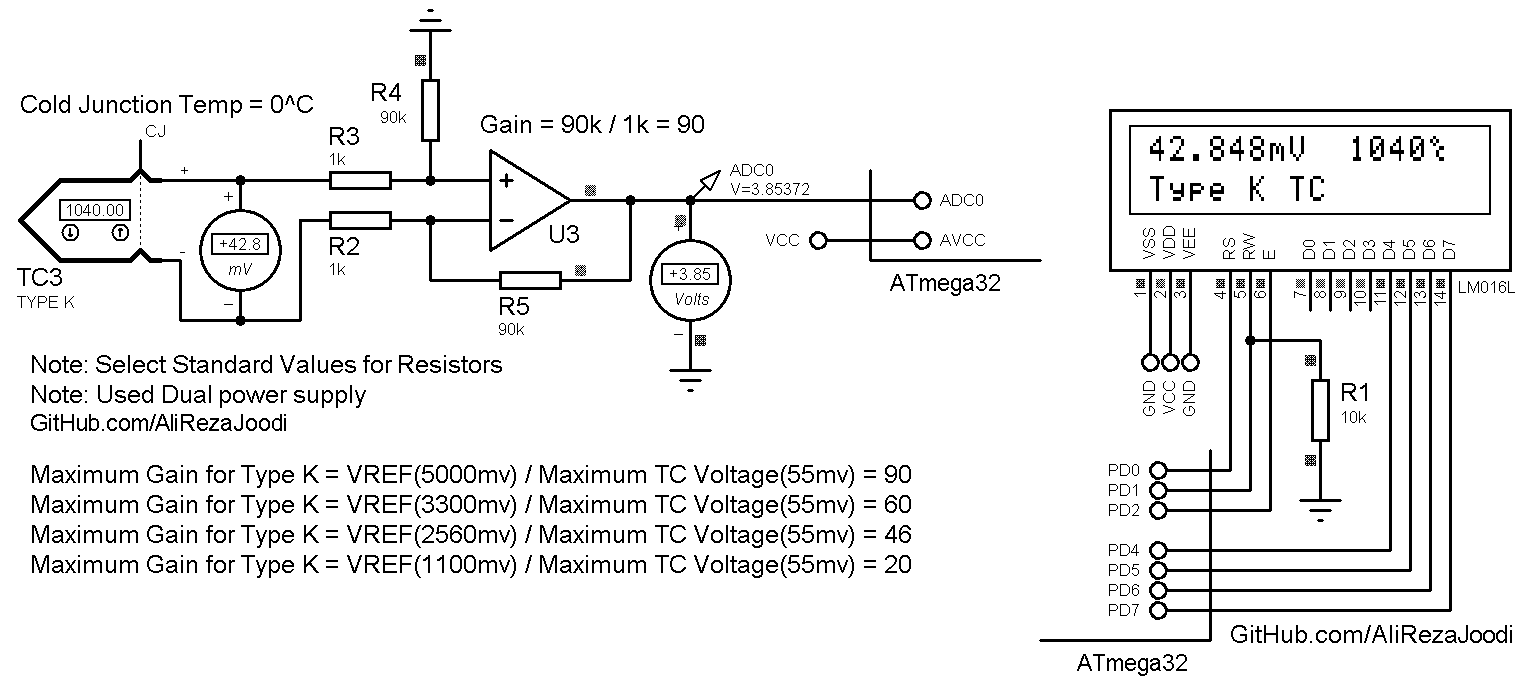 Cold Junction Temp = 0^C
CJ
+
-
1040.00
TC3
TYPE K
+
+42.8
mV
−
R3
1k
R2
1k
R4
90k
Gain = 90k / 1k = 90
+
−
U3
R5
90k
ADC0
V=3.85372
+
+3.85
Volts
−
VCC
ADC0
AVCC
ATmega32
Note: Select Standard Values for Resistors
Note: Used Dual power supply
GitHub.com/AliRezaJoodi
Maximum Gain for Type K = VREF(5000mv) / Maximum TC Voltage(55mv) = 90
Maximum Gain for Type K = VREF(3300mv) / Maximum TC Voltage(55mv) = 60
Maximum Gain for Type K = VREF(2560mv) / Maximum TC Voltage(55mv) = 46
Maximum Gain for Type K = VREF(1100mv) / Maximum TC Voltage(55mv) = 20
42.848mV 1040℃
Type K TC
VSS VDD VEE RS RW E D0 D1 D2 D3 D4 D5 D6 D7
1 2 3 4 5 6 7 8 9 10 11 12 13 14
LM016L
GND VCC GND
R1
10k
PD0
PD1
PD2
PD4
PD5
PD6
PD7
GitHub.com/AliRezaJoodi
ATmega32